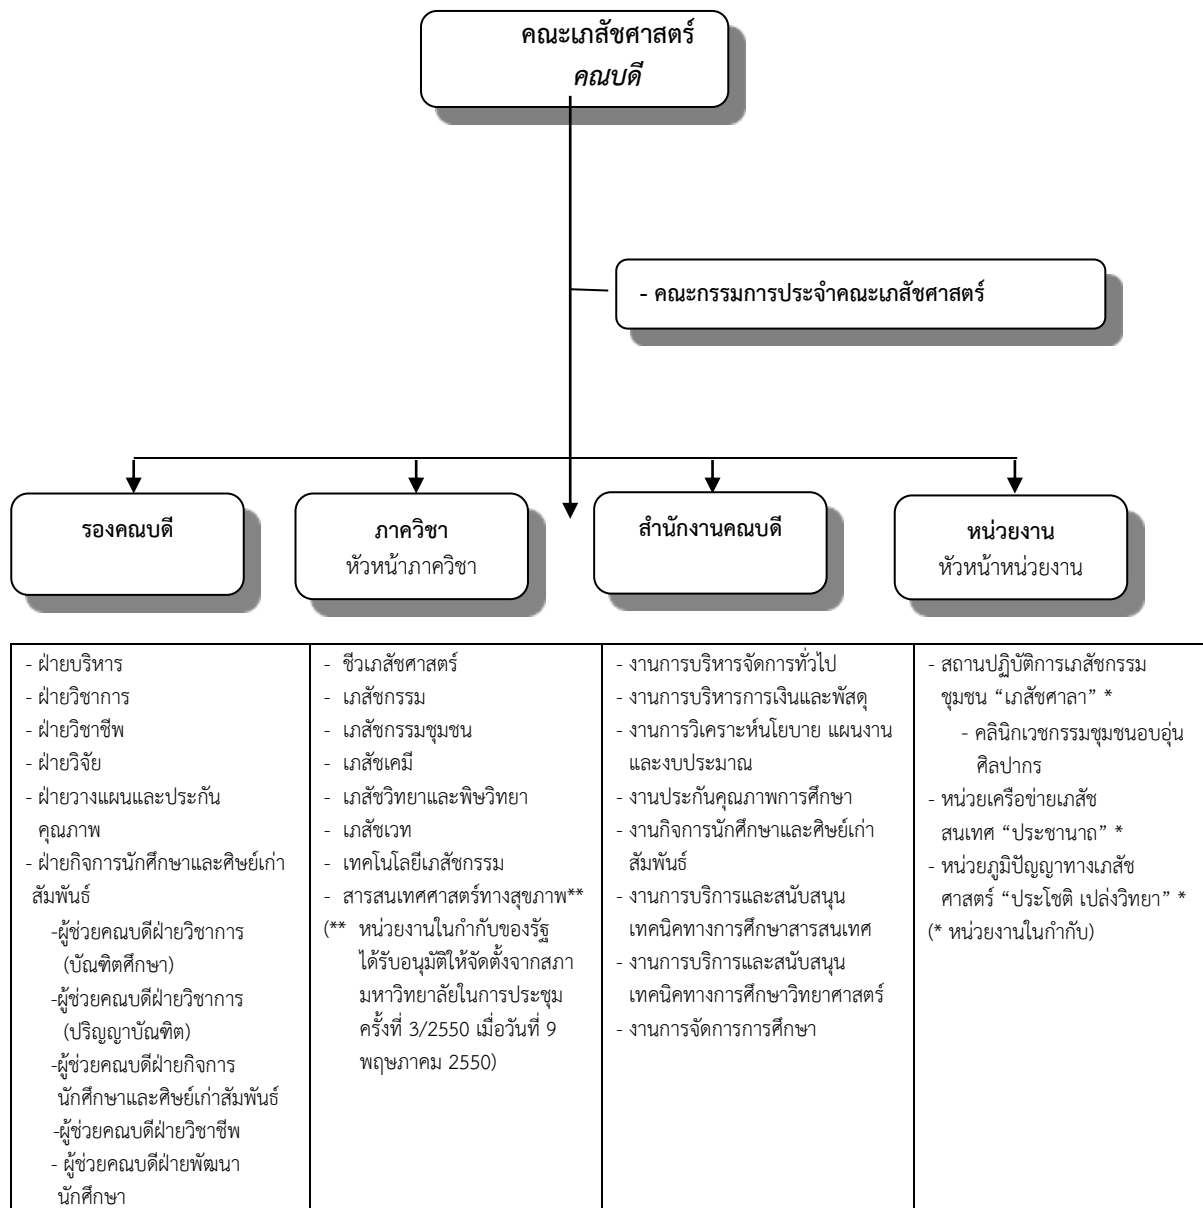 คณะเภสัชศาสตร์
คณบดี
- คณะกรรมการประจำคณะเภสัชศาสตร์
รองคณบดี
ภาควิชา
หัวหน้าภาควิชา
สำนักงานคณบดี
หน่วยงาน
หัวหน้าหน่วยงาน
- ฝ่ายบริหาร
- ฝ่ายวิชาการ
- ฝ่ายวิชาชีพ
- ฝ่ายวิจัย
- ฝ่ายวางแผนและประกัน
คุณภาพ
- ฝ่ายกิจการนักศึกษาและศิษย์เก่า
สัมพันธ์
-ผู้ช่วยคณบดีฝ่ายวิชาการ
(บัณฑิตศึกษา)
-ผู้ช่วยคณบดีฝ่ายวิชาการ
(ปริญญาบัณฑิต)
-ผู้ช่วยคณบดีฝ่ายกิจการ
นักศึกษาและศิษย์เก่าสัมพันธ์
-ผู้ช่วยคณบดีฝ่ายวิชาชีพ
- ผู้ช่วยคณบดีฝ่ายพัฒนา
นักศึกษา
- ชีวเภสัชศาสตร์
- เภสัชกรรม
- เภสัชกรรมชุมชน
- เภสัชเคมี
- เภสัชวิทยาและพิษวิทยา
- เภสัชเวท
- เทคโนโลยีเภสัชกรรม
- สารสนเทศศาสตร์ทางสุขภาพ**
(** หน่วยงานในกำกับของรัฐ
ได้รับอนุมัติให้จัดตั้งจากสภา
มหาวิทยาลัยในการประชุม
ครั้งที่ 3/2550 เมื่อวันที่ 9
พฤษภาคม 2550)
- งานการบริหารจัดการทั่วไป
- งานการบริหารการเงินและพัสดุ
- งานการวิเคราะห์นโยบาย แผนงาน
และงบประมาณ
- งานประกันคุณภาพการศึกษา
- งานกิจการนักศึกษาและศิษย์เก่า
สัมพันธ์
- งานการบริการและสนับสนุน
เทคนิคทางการศึกษาสารสนเทศ
- งานการบริการและสนับสนุน
เทคนิคทางการศึกษาวิทยาศาสตร์
- งานการจัดการการศึกษา
- สถานปฏิบัติการเภสัชกรรม
ชุมชน “เภสัชศาลา” *
- คลินิกเวชกรรมชุมชนอบอุ่น
ศิลปากร
- หน่วยเครือข่ายเภสัช
สนเทศ “ประชานาถ” *
- หน่วยภูมิปัญญาทางเภสัช
ศาสตร์ “ประโชติ เปล่งวิทยา” *
(* หน่วยงานในกำกับ)